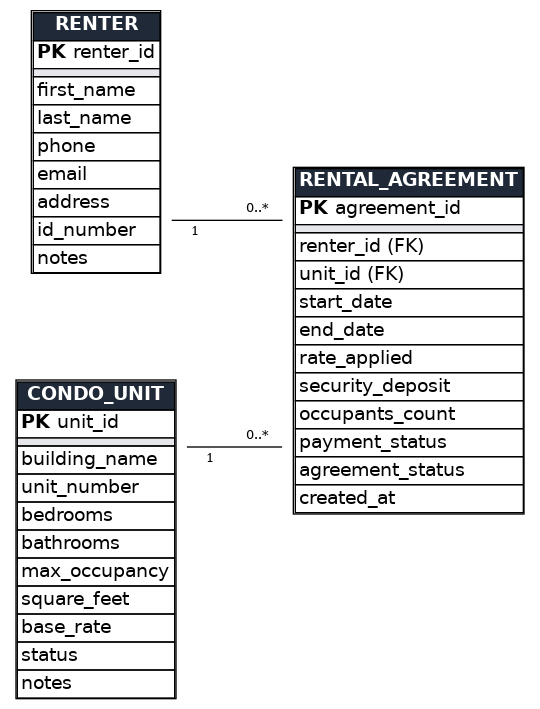 RENTER
PK renter_id
first_name
last_name
phone
email
address
id_number
notes
0..*
1
RENTAL_AGREEMENT
PK agreement_id
renter_id (FK)
unit_id (FK)
start_date
end_date
rate_applied
security_deposit
occupants_count
payment_status
agreement_status
created_at
CONDO_UNIT
PK unit_id
building_name
unit_number
bedrooms
bathrooms
max_occupancy
square_feet
base_rate
status
notes
0..*
1